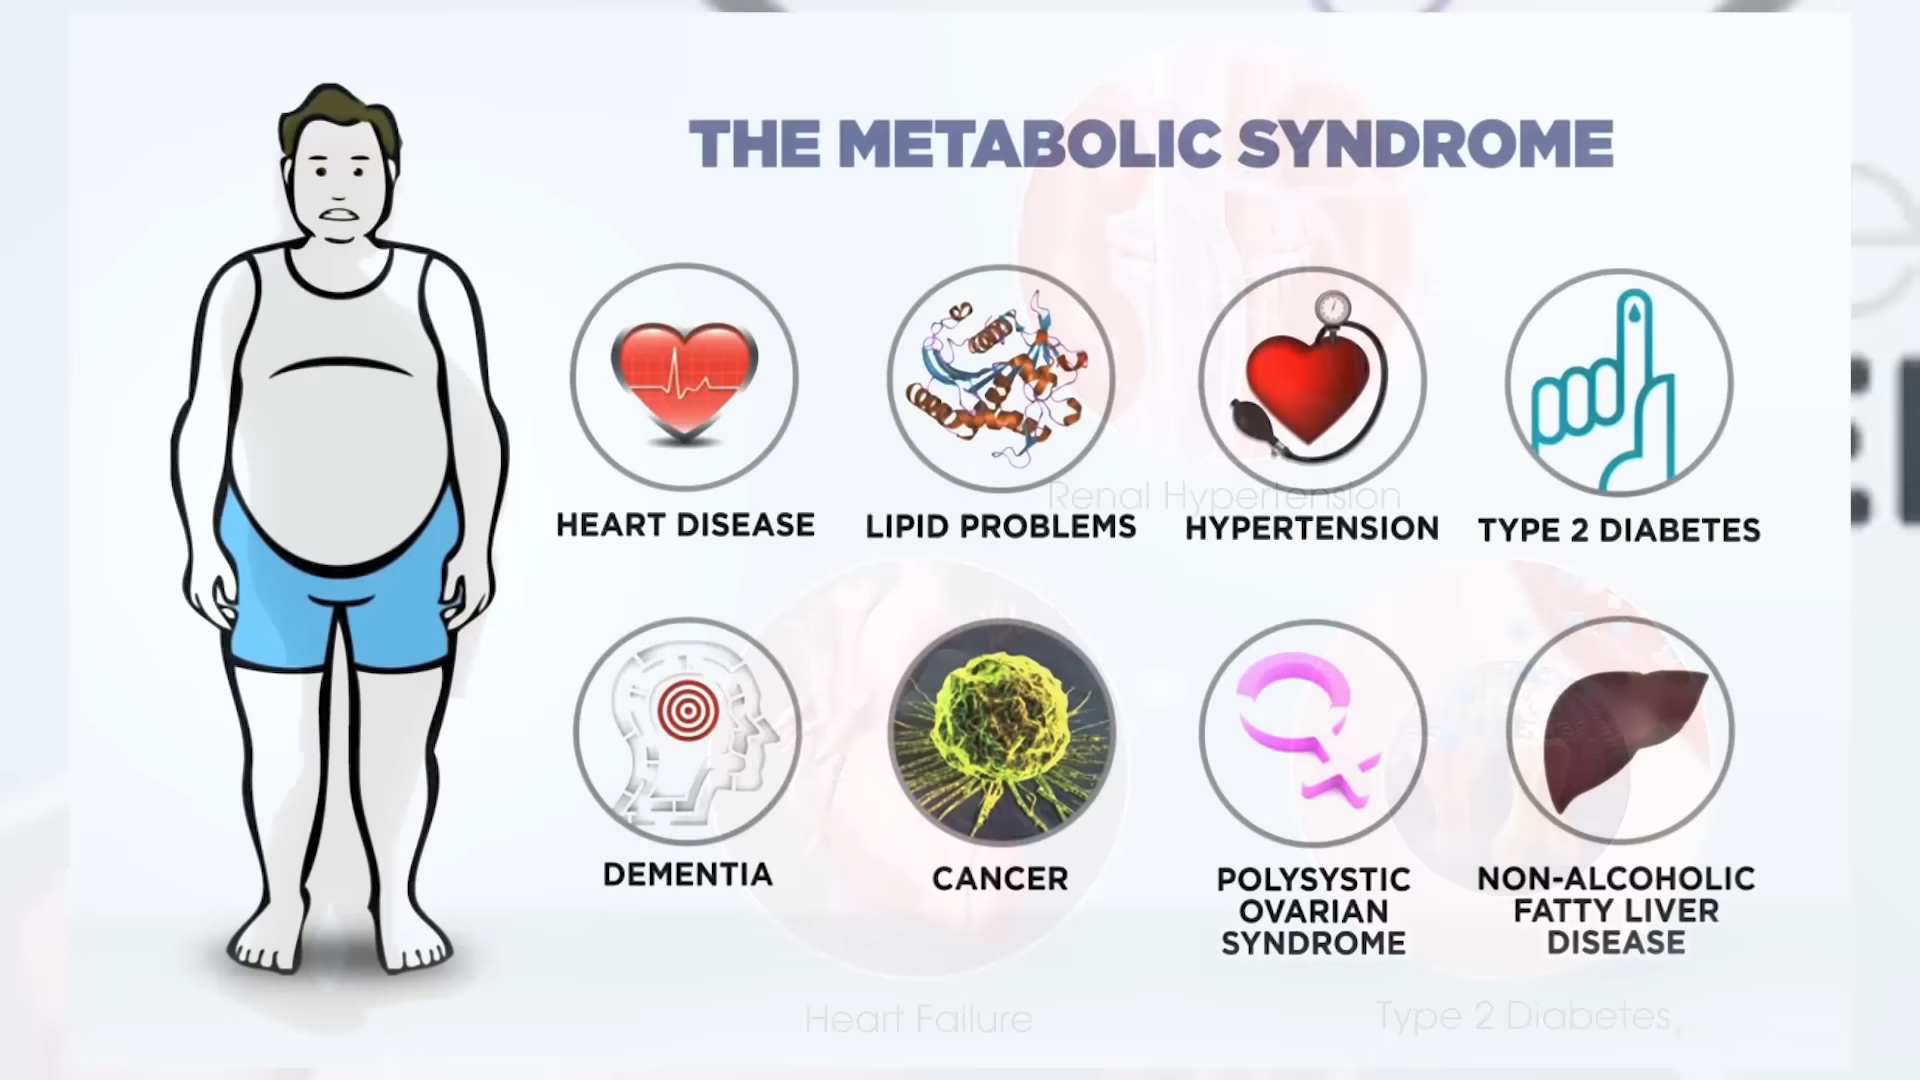 THE METABOLIC SYNDROME
Renal Hypertension
HEART DISEASE
LIPID PROBLEMS
HYPERTENSION
TYPE 2 DIABETES
DEMENTIA
CANCER
POLYSYSTIC
OVARIAN
SYNDROME
NON-ALCOHOLIC
FATTY LIVER
DISEASE
Heart Failure
Type 2 Diabetes